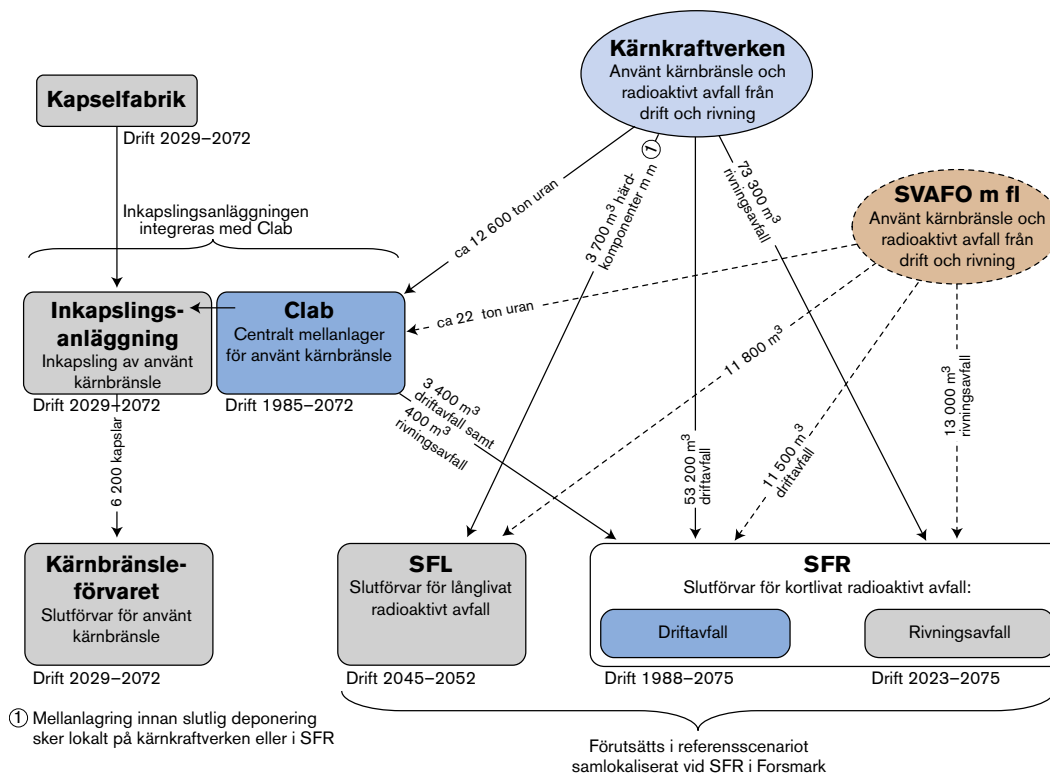 Kärnkraftverken
Använt kärnbränsle och
radioaktivt avfall från
drift och rivning
Kapselfabrik
Drift 2029–2072
SVAFO m fl
Använt kärnbränsle och
radioaktivt avfall från
drift och rivning
Inkapslingsanläggningen
integreras med Clab
ca 12 600 ton uran
3 700 m³ härd-
komponenter m m 1
73 300 m³
rivningsavfall
ca 22 ton uran
11 800 m³
53 200 m³
driftavfall
11 500 m³
driftavfall
13 000 m³
rivningsavfall
Inkapslings-
anläggning
Inkapsling av använt
kärnbränsle
Drift 2029–2072
Clab
Centralt mellanlager
för använt kärnbränsle
Drift 1985–2072
3 400 m³
driftavfall samt
400 m³
rivningsavfall
6 200 kapslar
Kärnbränsle-
förvaret
Slutförvar för använt
kärnbränsle
Drift 2029–2072
SFL
Slutförvar för långlivat
radioaktivt avfall
Drift 2045–2052
SFR
Slutförvar för kortlivat radioaktivt avfall:
Driftavfall
Rivningsavfall
Drift 1988–2075
Drift 2023–2075
1 Mellanlagring innan slutlig deponering
sker lokalt på kärnkraftverken eller i SFR
Förutsätts i referensscenariot
samlokaliserat vid SFR i Forsmark